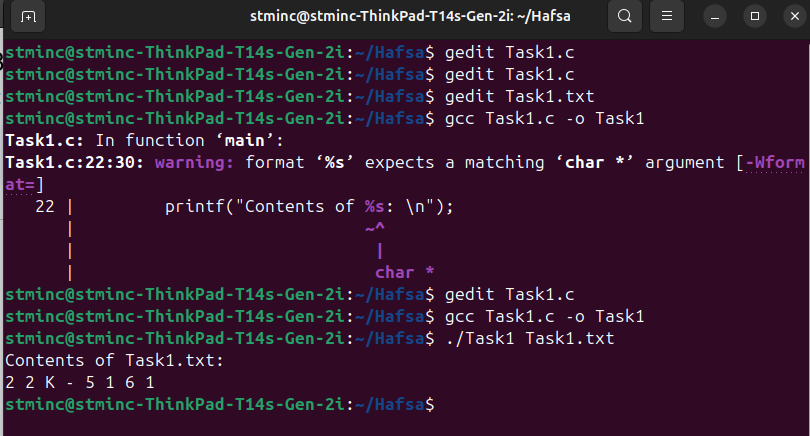 stminc@stminc-ThinkPad-T14s-Gen-2i: ~/Hafsa
stminc@stminc-ThinkPad-T14s-Gen-2i:~/Hafsa$ gedit Task1.c
stminc@stminc-ThinkPad-T14s-Gen-2i:~/Hafsa$ gedit Task1.c
stminc@stminc-ThinkPad-T14s-Gen-2i:~/Hafsa$ gedit Task1.txt
stminc@stminc-ThinkPad-T14s-Gen-2i:~/Hafsa$ gcc Task1.c -o Task1
Task1.c: In function ‘main’:
Task1.c:22:30: warning: format ‘%s’ expects a matching ‘char *’ argument [-Wform
at=]
   22 |         printf("Contents of %s: \n");
      |                             ~^
      |                              |
      |                              char *
stminc@stminc-ThinkPad-T14s-Gen-2i:~/Hafsa$ gedit Task1.c
stminc@stminc-ThinkPad-T14s-Gen-2i:~/Hafsa$ gcc Task1.c -o Task1
stminc@stminc-ThinkPad-T14s-Gen-2i:~/Hafsa$ ./Task1 Task1.txt
Contents of Task1.txt:
2 2 K - 5 1 6 1
stminc@stminc-ThinkPad-T14s-Gen-2i:~/Hafsa$